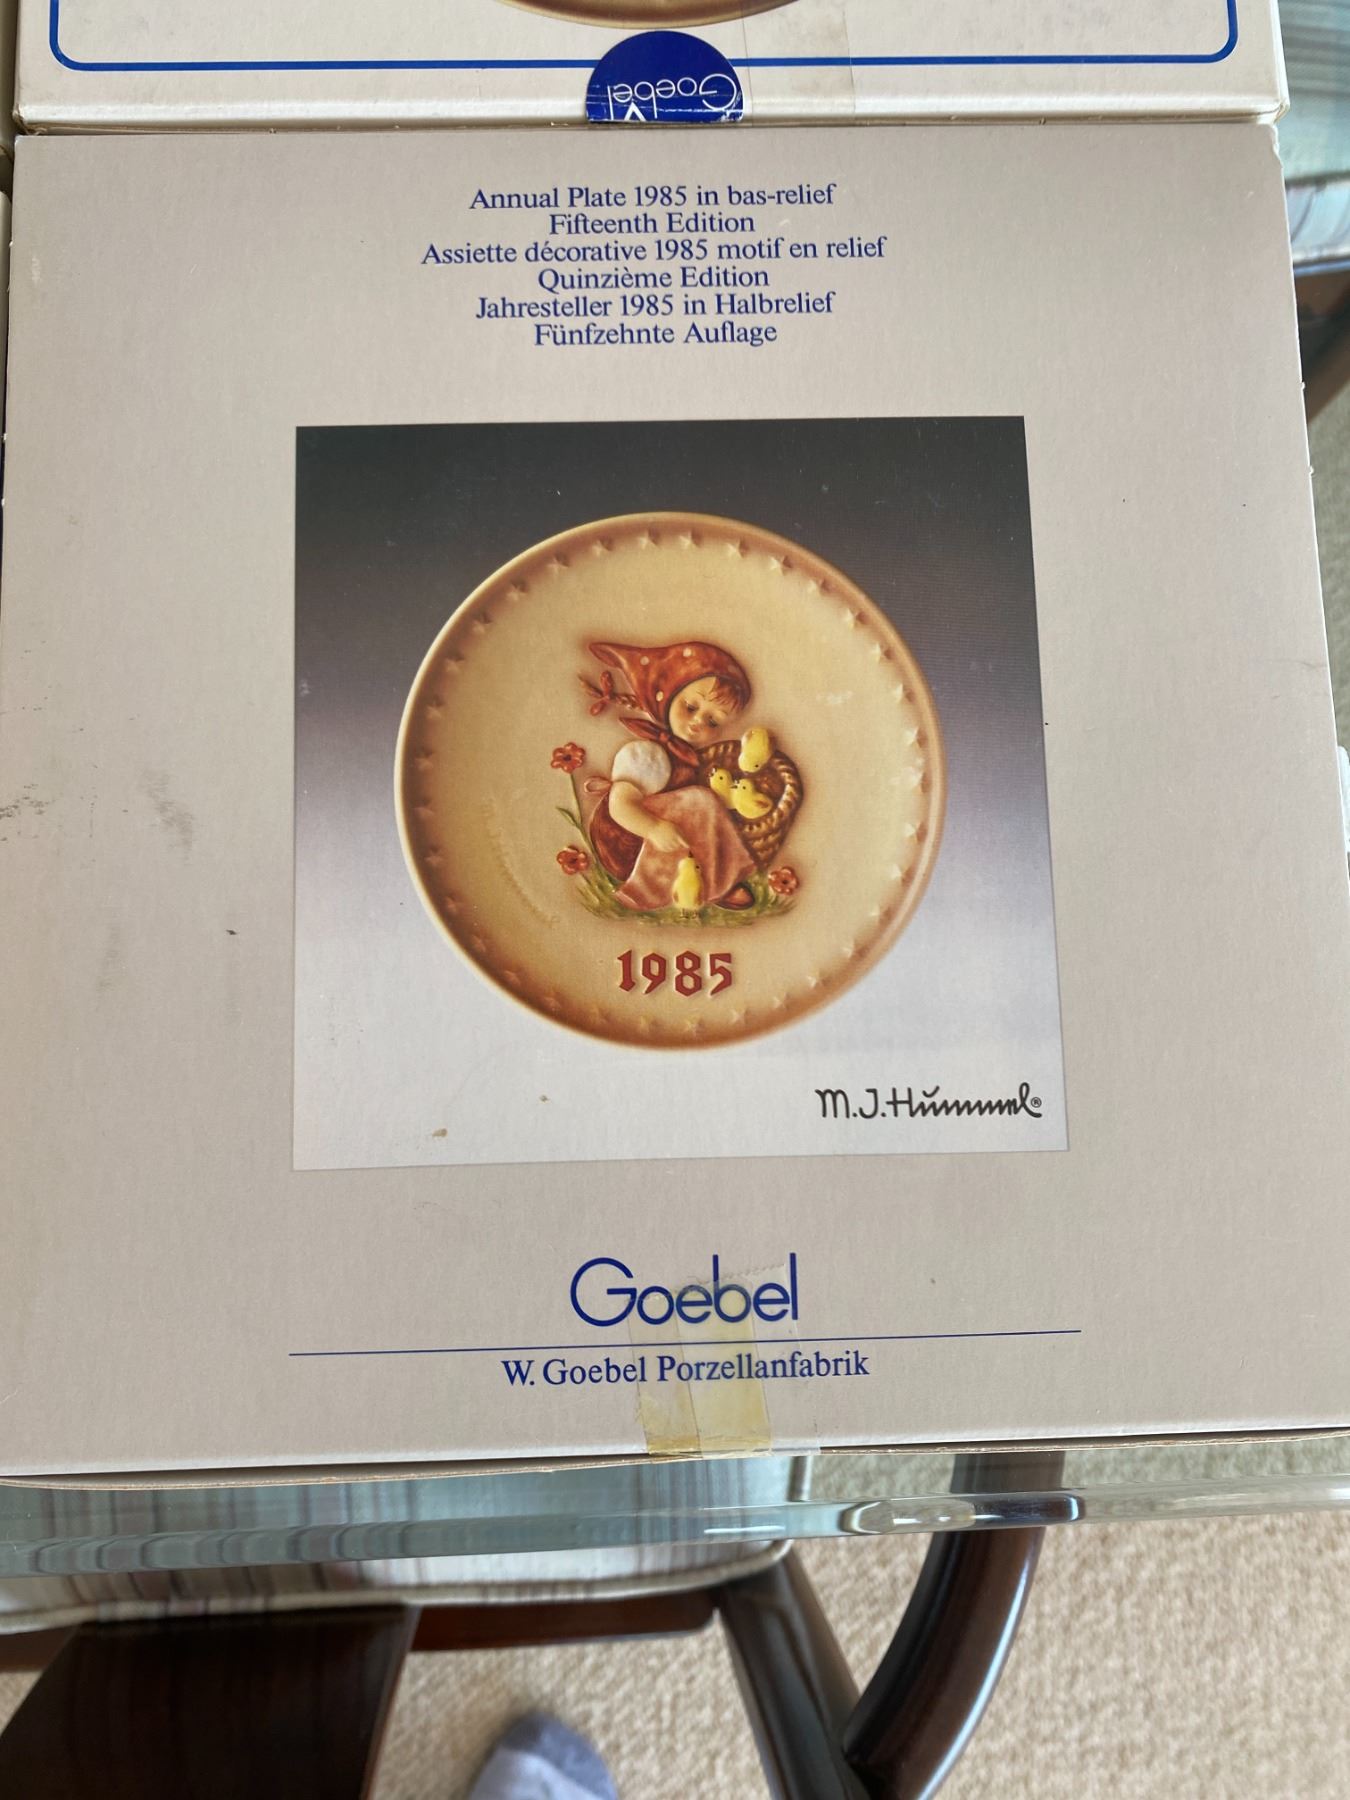 Goebel
Annual Plate 1985 in bas-relief
Fifteenth Edition
Assiette décorative 1985 motif en relief
Quinzième Edition
Jahresteller 1985 in Halbrelief
Fünfzehnte Auflage
1985
M.J.Hummel®
Goebel
W. Goebel Porzellanfabrik